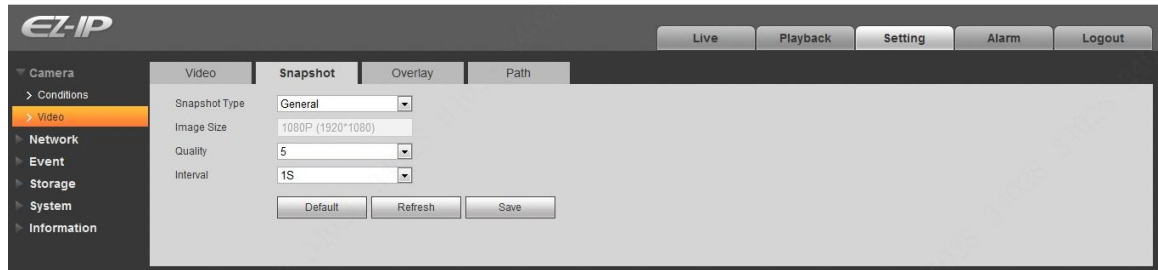 EZ-IP
Live Playback Setting Alarm Logout
Camera
> Conditions
> Video
Network
Event
Storage
System
Information
Video Snapshot Overlay Path
Snapshot Type General
Image Size 1080P (1920*1080)
Quality 5
Interval 1S
Default Refresh Save